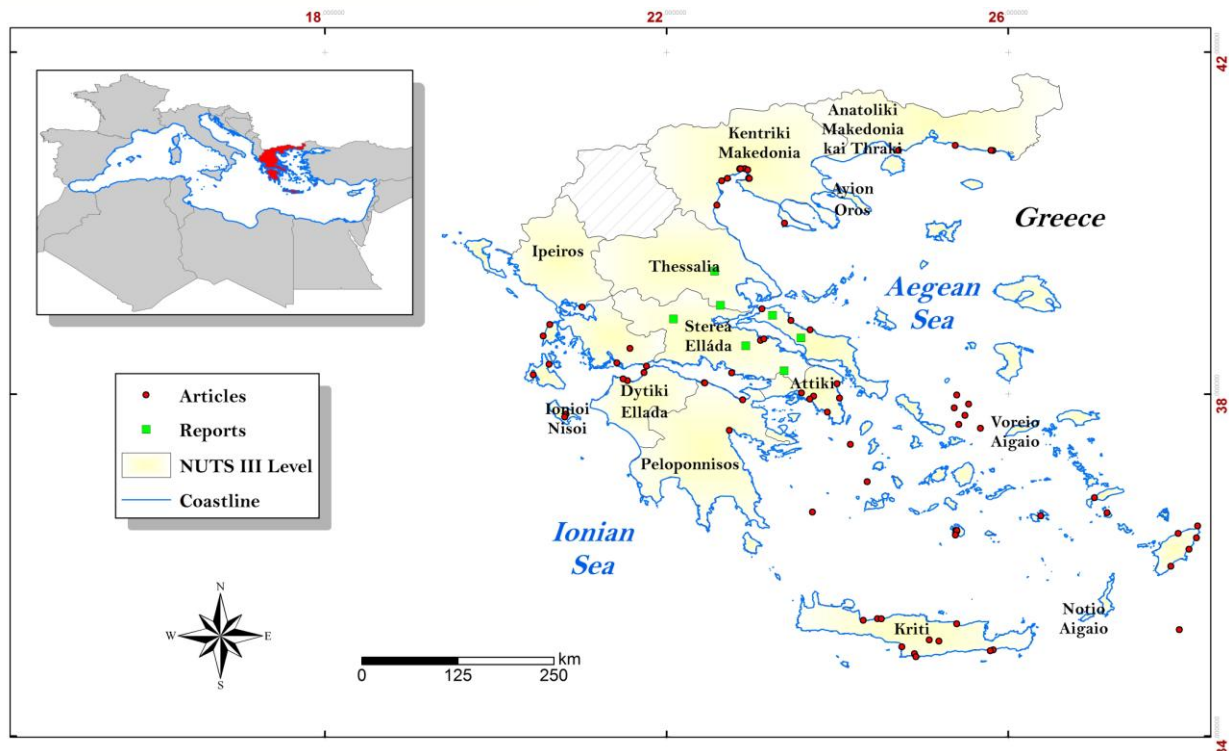 18
22
26
42
Anatoliki
Makedonia
kai Thraki
Kentriki
Makedonia
Ayion
Oros
Greece
Ipeiros
Thessalia
Aegean
Sea
Sterea
Elláda
Articles
Reports
NUTS III Level
Coastline
38
Attiki
Dytiki
Ellada
Ionioi
Nisoi
Voreio
Aigaio
Peloponnisos
Ionian
Sea
N
W
E
S
Notio
Aigaio
Kriti
km
0
125
250
34